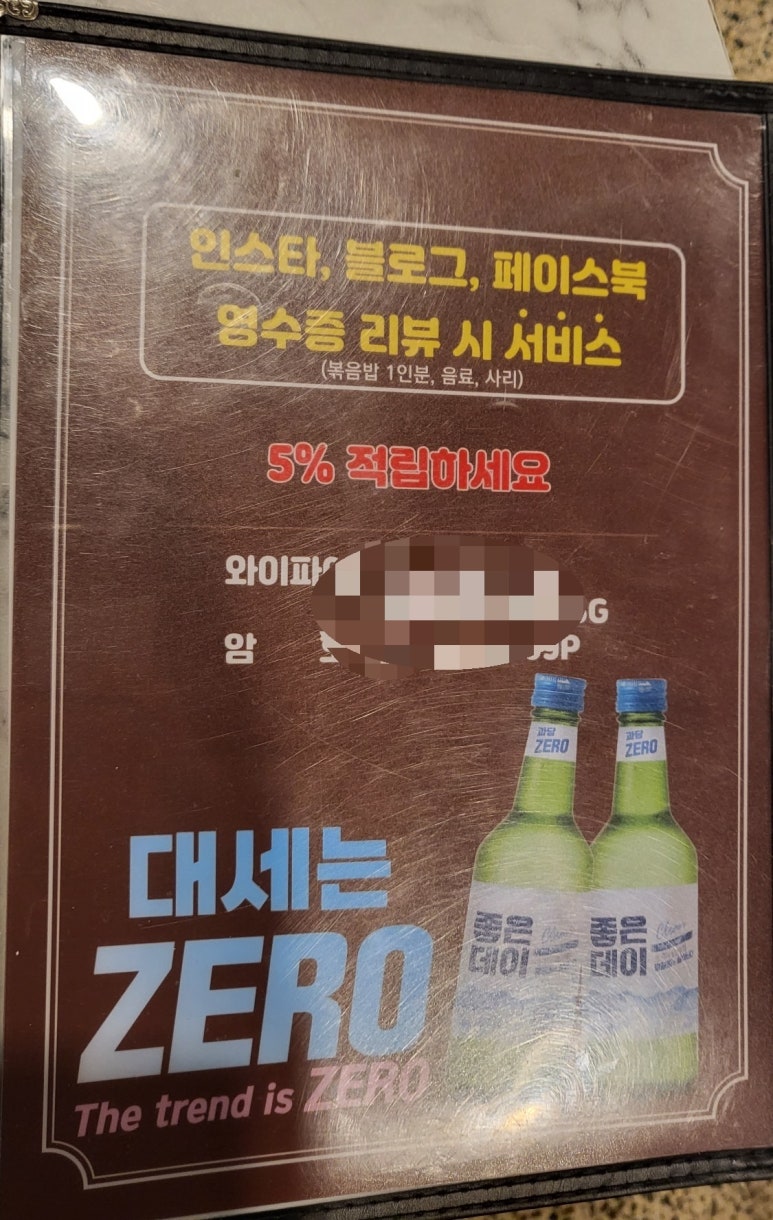 인스타, 블로그, 페이스북
영수증 리뷰 시 서비스
(볶음밥 1인분, 음료, 사리)
5% 적립하세요
와이파
5G
암
9P
과당
ZERO
과당
ZERO
좋은
데이
좋은
데이
대세는
ZERO
The trend is ZERO